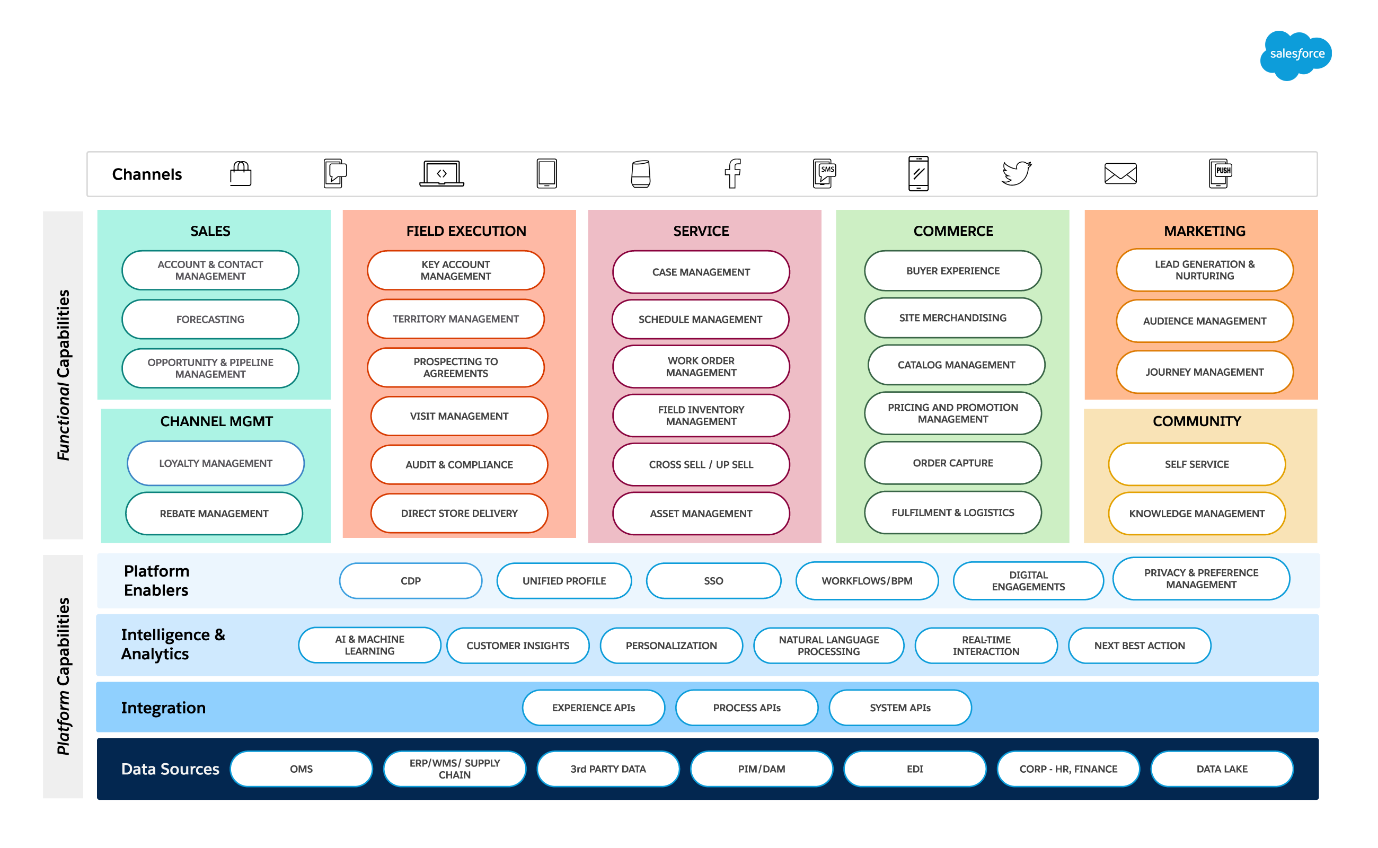 salesforce
Channels
SMS
PUSH
Functional Capabilities
SALES
ACCOUNT & CONTACT
MANAGEMENT
FORECASTING
OPPORTUNITY & PIPELINE
MANAGEMENT
CHANNEL MGMT
LOYALTY MANAGEMENT
REBATE MANAGEMENT
FIELD EXECUTION
KEY ACCOUNT
MANAGEMENT
TERRITORY MANAGEMENT
PROSPECTING TO
AGREEMENTS
VISIT MANAGEMENT
AUDIT & COMPLIANCE
DIRECT STORE DELIVERY
SERVICE
CASE MANAGEMENT
SCHEDULE MANAGEMENT
WORK ORDER
MANAGEMENT
FIELD INVENTORY
MANAGEMENT
CROSS SELL / UP SELL
ASSET MANAGEMENT
COMMERCE
BUYER EXPERIENCE
SITE MERCHANDISING
CATALOG MANAGEMENT
PRICING AND PROMOTION
MANAGEMENT
ORDER CAPTURE
FULFILMENT & LOGISTICS
MARKETING
LEAD GENERATION &
NURTURING
AUDIENCE MANAGEMENT
JOURNEY MANAGEMENT
COMMUNITY
SELF SERVICE
KNOWLEDGE MANAGEMENT
Platform Capabilities
Platform
Enablers
CDP
UNIFIED PROFILE
SSO
WORKFLOWS/BPM
DIGITAL
ENGAGEMENTS
PRIVACY & PREFERENCE
MANAGEMENT
Intelligence &
Analytics
AI & MACHINE
LEARNING
CUSTOMER INSIGHTS
PERSONALIZATION
NATURAL LANGUAGE
PROCESSING
REAL-TIME
INTERACTION
NEXT BEST ACTION
Integration
EXPERIENCE APIs
PROCESS APIs
SYSTEM APIs
Data Sources
OMS
ERP/WMS/ SUPPLY
CHAIN
3rd PARTY DATA
PIM/DAM
EDI
CORP - HR, FINANCE
DATA LAKE